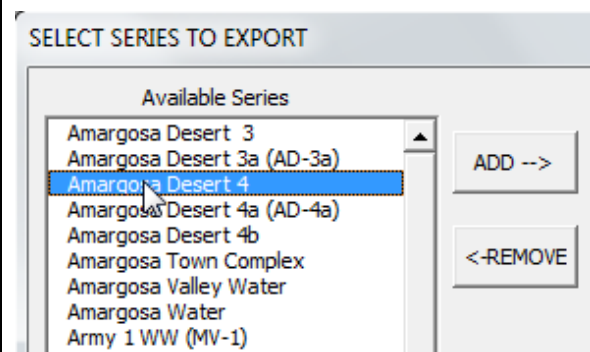 SELECT SERIES TO EXPORT
Available Series
Amargosa Desert 3
Amargosa Desert 3a (AD-3a)
Amargosa Desert 4
Amargosa Desert 4a (AD-4a)
Amargosa Desert 4b
Amargosa Town Complex
Amargosa Valley Water
Amargosa Water
Army 1 WW (MV-1)
ADD -->
<-REMOVE